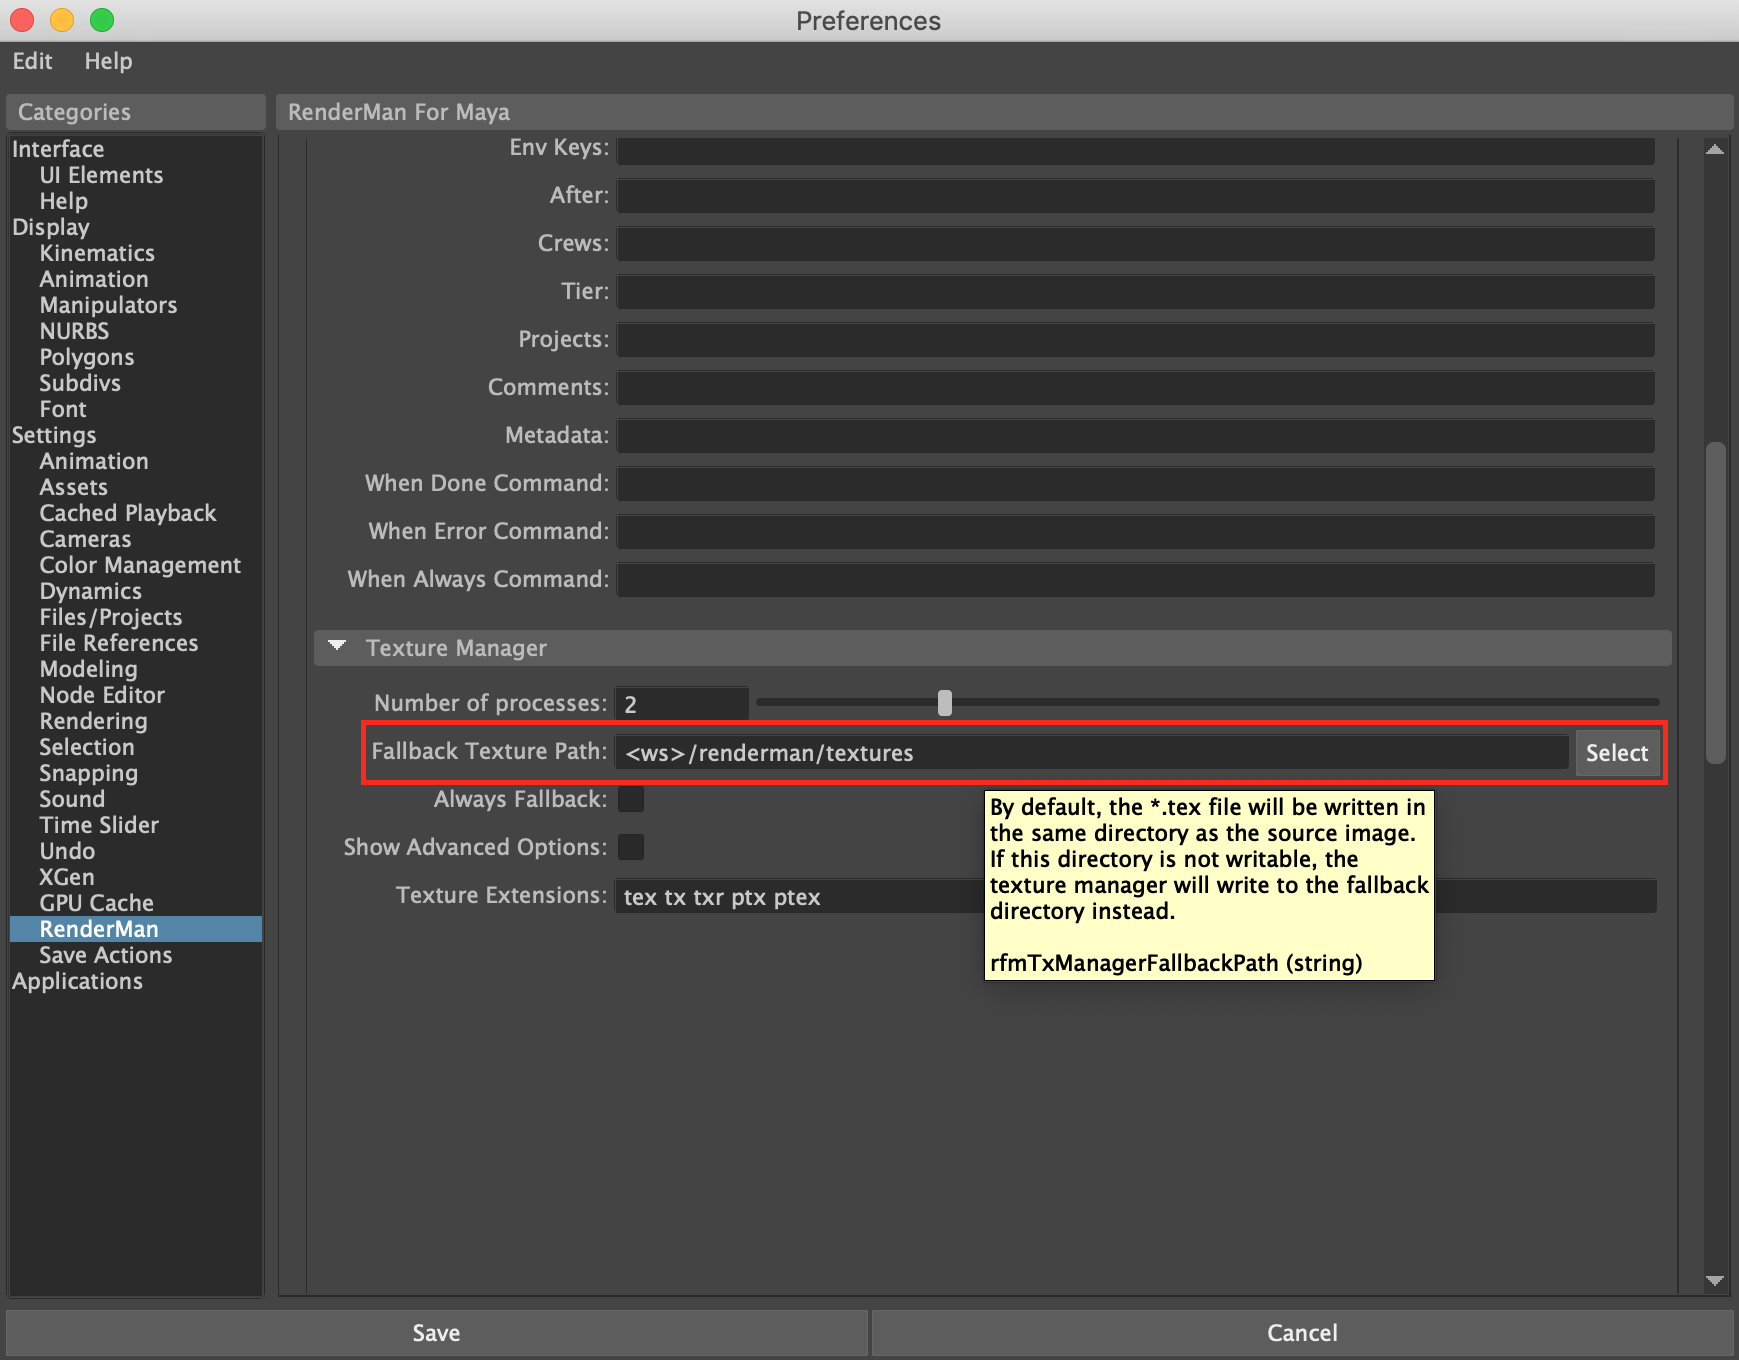 Preferences
Edit Help
Categories
Interface
UI Elements
Help
Display
Kinematics
Animation
Manipulators
NURBS
Polygons
Subdivs
Font
Settings
Animation
Assets
Cached Playback
Cameras
Color Management
Dynamics
Files/Projects
File References
Modeling
Node Editor
Rendering
Selection
Snapping
Sound
Time Slider
Undo
XGen
GPU Cache
RenderMan
Save Actions
Applications
RenderMan For Maya
Env Keys:
After:
Crews:
Tier:
Projects:
Comments:
Metadata:
When Done Command:
When Error Command:
When Always Command:
Texture Manager
Number of processes: 2
Fallback Texture Path: <ws>/renderman/textures Select
Always Fallback:
Show Advanced Options:
Texture Extensions: tex tx txr ptx ptex
By default, the *.tex file will be written in
the same directory as the source image.
If this directory is not writable, the
texture manager will write to the fallback
directory instead.
rfmTxManagerFallbackPath (string)
Save Cancel